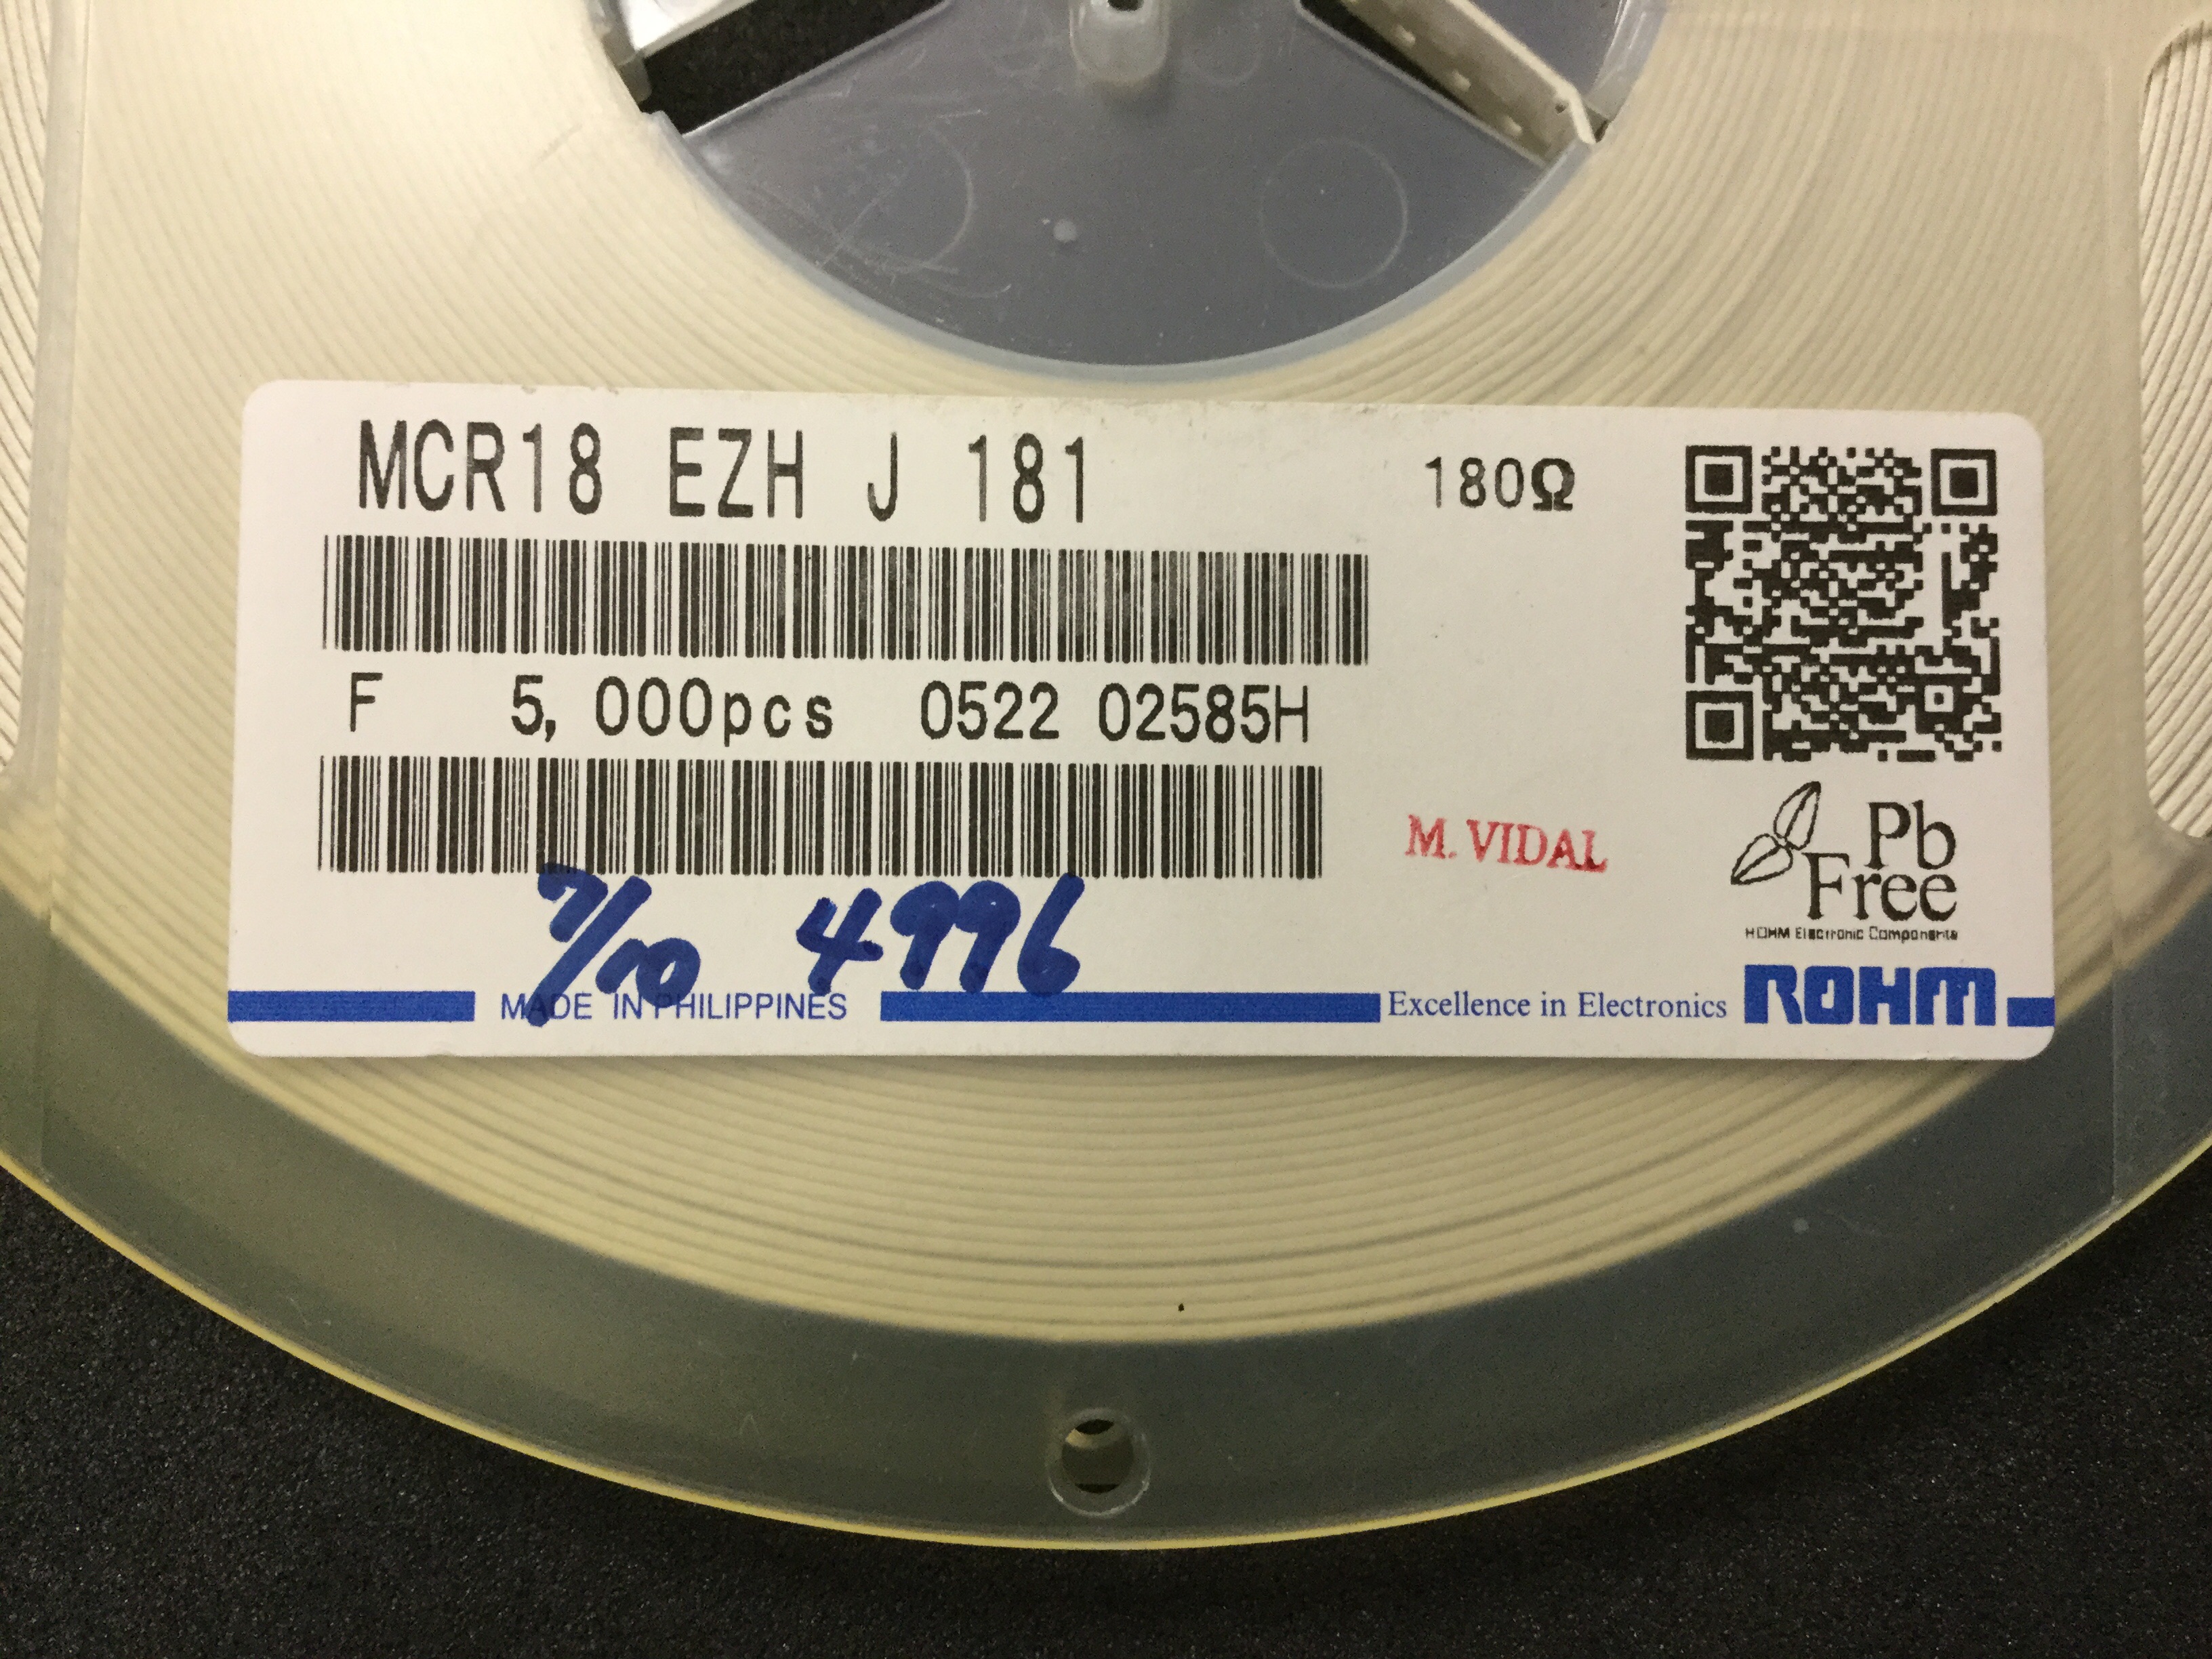 MCR18 EZH J 181 180Ω
F 5,000pcs 0522 02585H
M. VIDAL
Pb
Free
ROHM Electronic Components
7/10 4996
MADE IN PHILIPPINES Excellence in Electronics ROHM